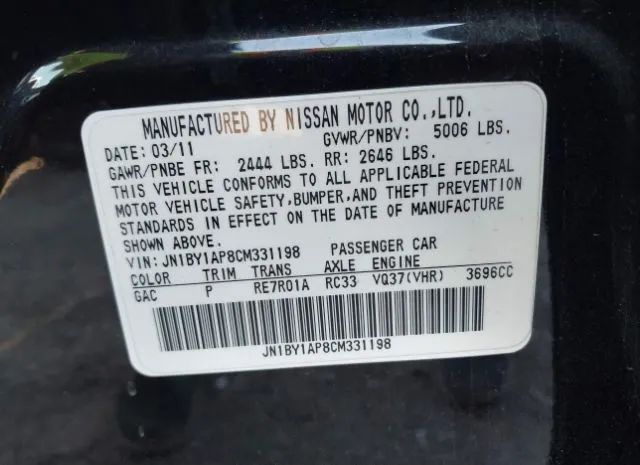 MANUFACTURED BY NISSAN MOTOR CO.,LTD.
DATE: 03/11 GVWR/PNBV: 5006 LBS.
GAWR/PNBE FR: 2444 LBS. RR: 2646 LBS.
THIS VEHICLE CONFORMS TO ALL APPLICABLE FEDERAL
MOTOR VEHICLE SAFETY,BUMPER,AND THEFT PREVENTION
STANDARDS IN EFFECT ON THE DATE OF MANUFACTURE
SHOWN ABOVE.
VIN: JN1BY1AP8CM331198 PASSENGER CAR
COLOR TRIM TRANS AXLE ENGINE
GAC P RE7R01A RC33 VQ37(VHR) 3696CC
JN1BY1AP8CM331198